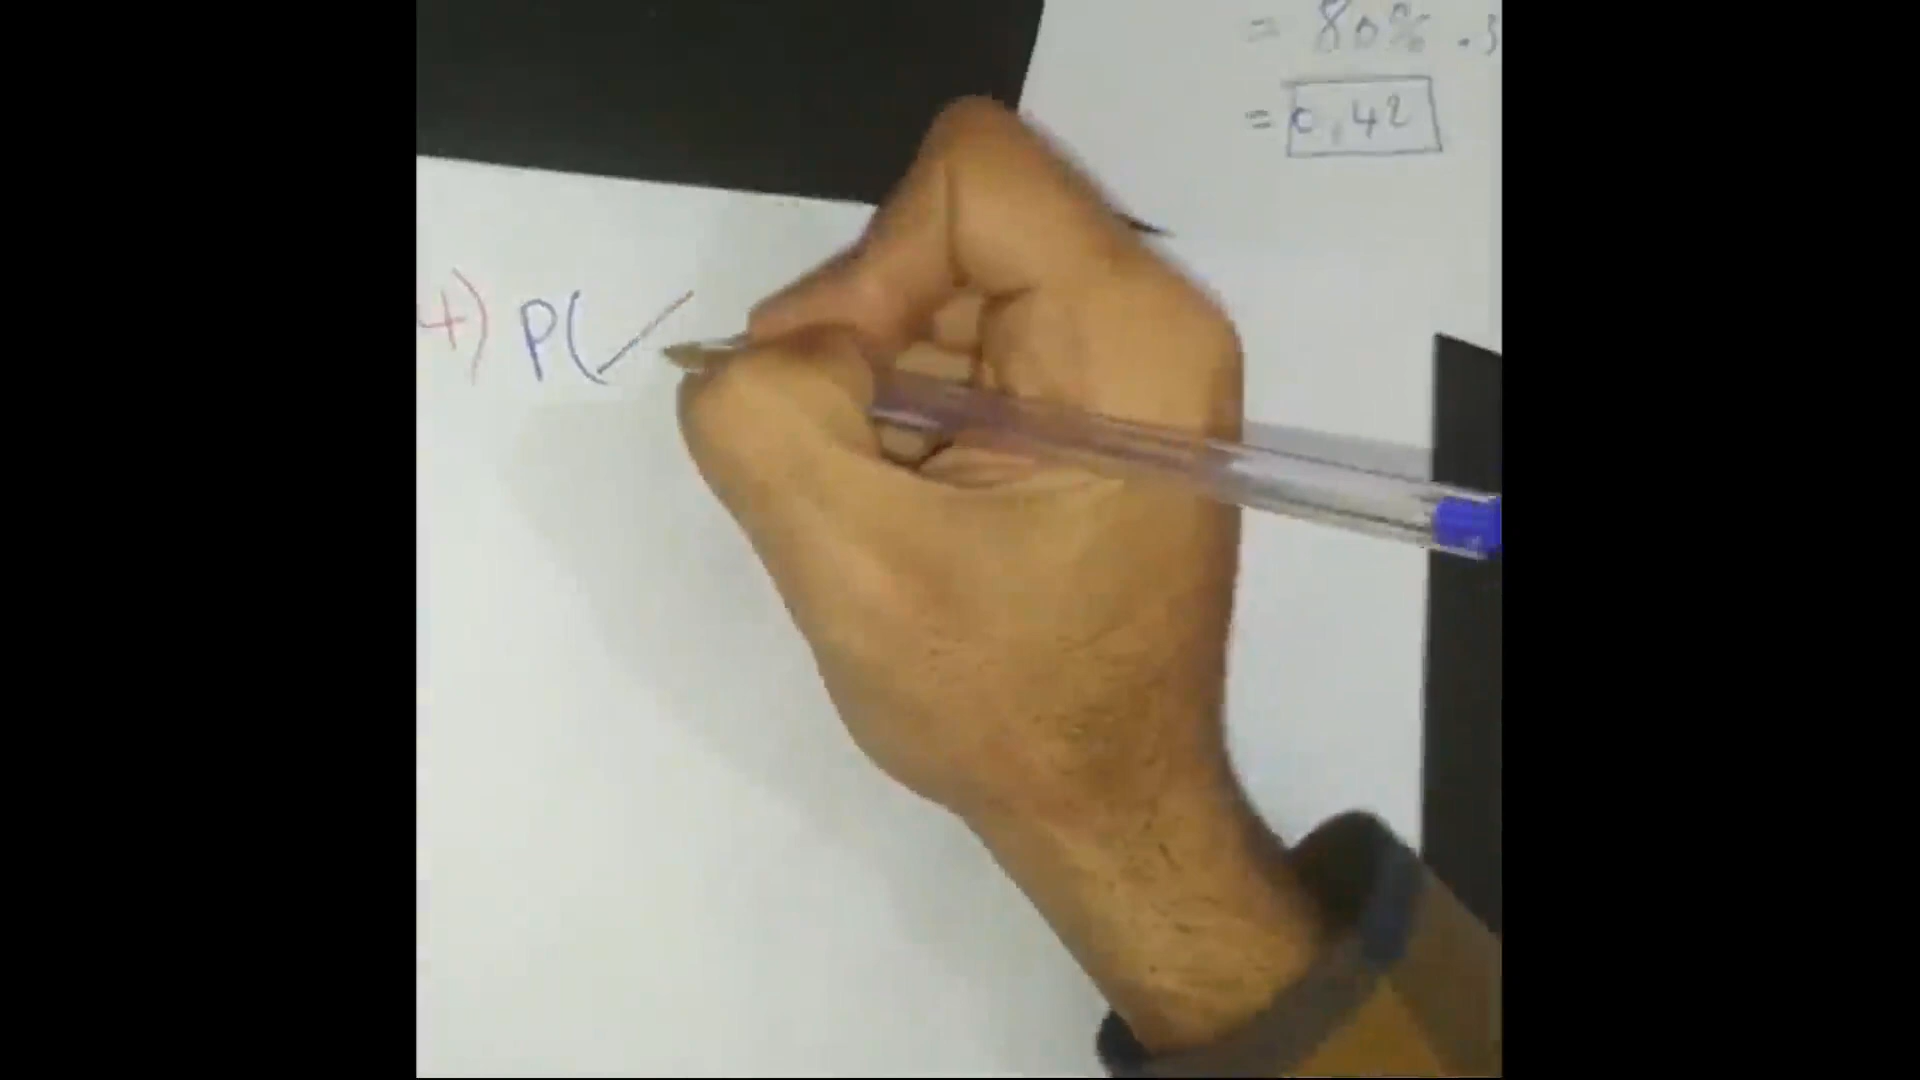 = 80% . 3
= 0,42
4) P(